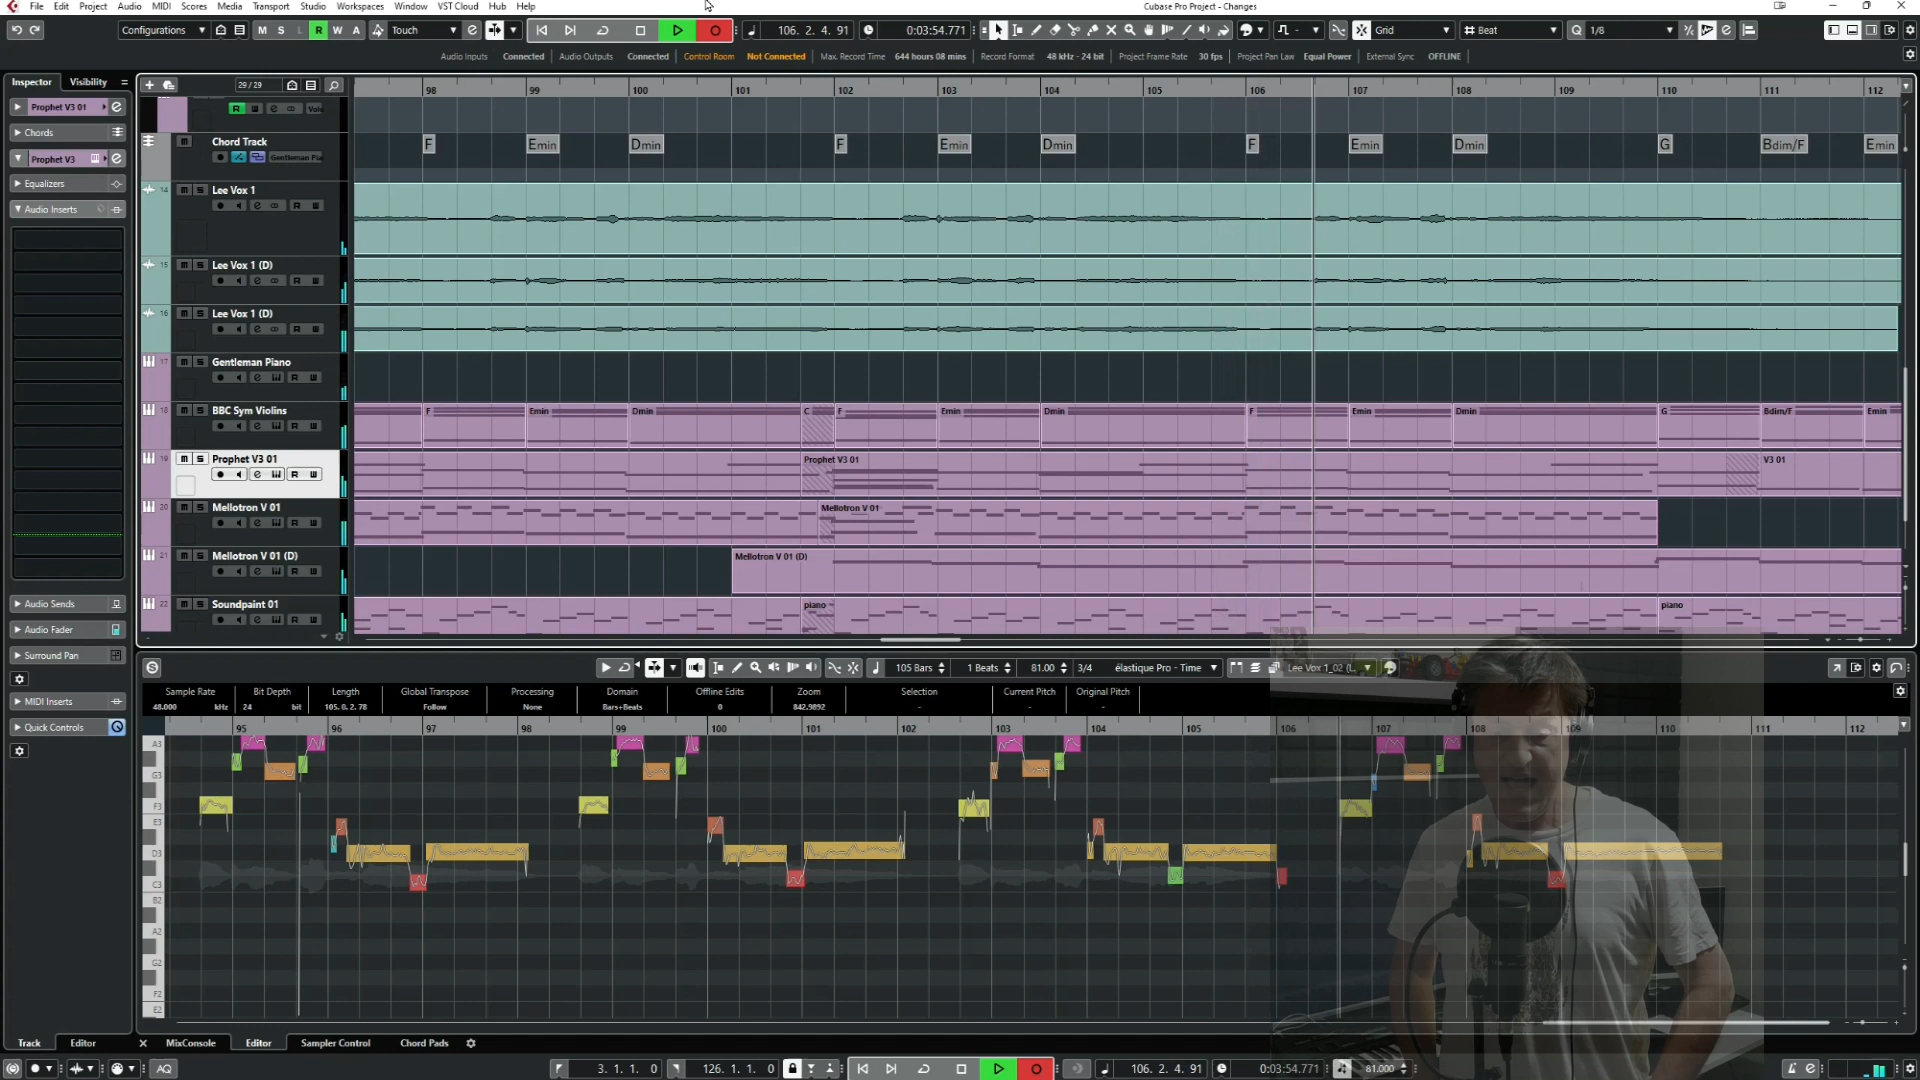 File Edit Project Audio MIDI Scores Media Transport Studio Workspaces Window VST Cloud Hub Help
Cubase Pro Project - Changes
Configurations M S L R W A Touch 106. 2. 4. 91 0:03:54.771 Grid Beat Q 1/8
Audio Inputs Connected Audio Outputs Connected Control Room Not Connected Max. Record Time 644 hours 08 mins Record Format 48 kHz - 24 bit Project Frame Rate 30 fps Project Pan Law Equal Power External Sync OFFLINE
Inspector Visibility 29 / 29
98 99 100 101 102 103 104 105 106 107 108 109 110 111 112
Prophet V3 01
Chords
Prophet V3
Equalizers
Audio Inserts
Chord Track F Emin Dmin F Emin Dmin F Emin Dmin G Bdim/F Emin
14 Lee Vox 1
15 Lee Vox 1 (D)
16 Lee Vox 1 (D)
17 Gentleman Piano
18 BBC Sym Violins F Emin Dmin C F Emin Dmin F Emin Dmin G Bdim/F Emin
19 Prophet V3 01 Prophet V3 01 V3 01
20 Mellotron V 01 Mellotron V 01
21 Mellotron V 01 (D) Mellotron V 01 (D)
22 Soundpaint 01 piano piano
Audio Sends
Audio Fader
Surround Pan
MIDI Inserts
Quick Controls
105 Bars 1 Beats 81.00 3/4 élastique Pro - Time Lee Vox 1_02 (L...
Sample Rate Bit Depth Length Global Transpose Processing Domain Offline Edits Zoom Selection Current Pitch Original Pitch
48.000 kHz 24 bit 105. 0. 2. 78 Follow None Bars+Beats 0 842.9892 - - -
95 96 97 98 99 100 101 102 103 104 105 106 107 108 109 110 111 112
A3
G3
F3
E3
D3
C3
B2
A2
G2
F2
E2
Track Editor MixConsole Editor Sampler Control Chord Pads
AQ 3. 1. 1. 0 126. 1. 1. 0 106. 2. 4. 91 0:03:54.771 81.000